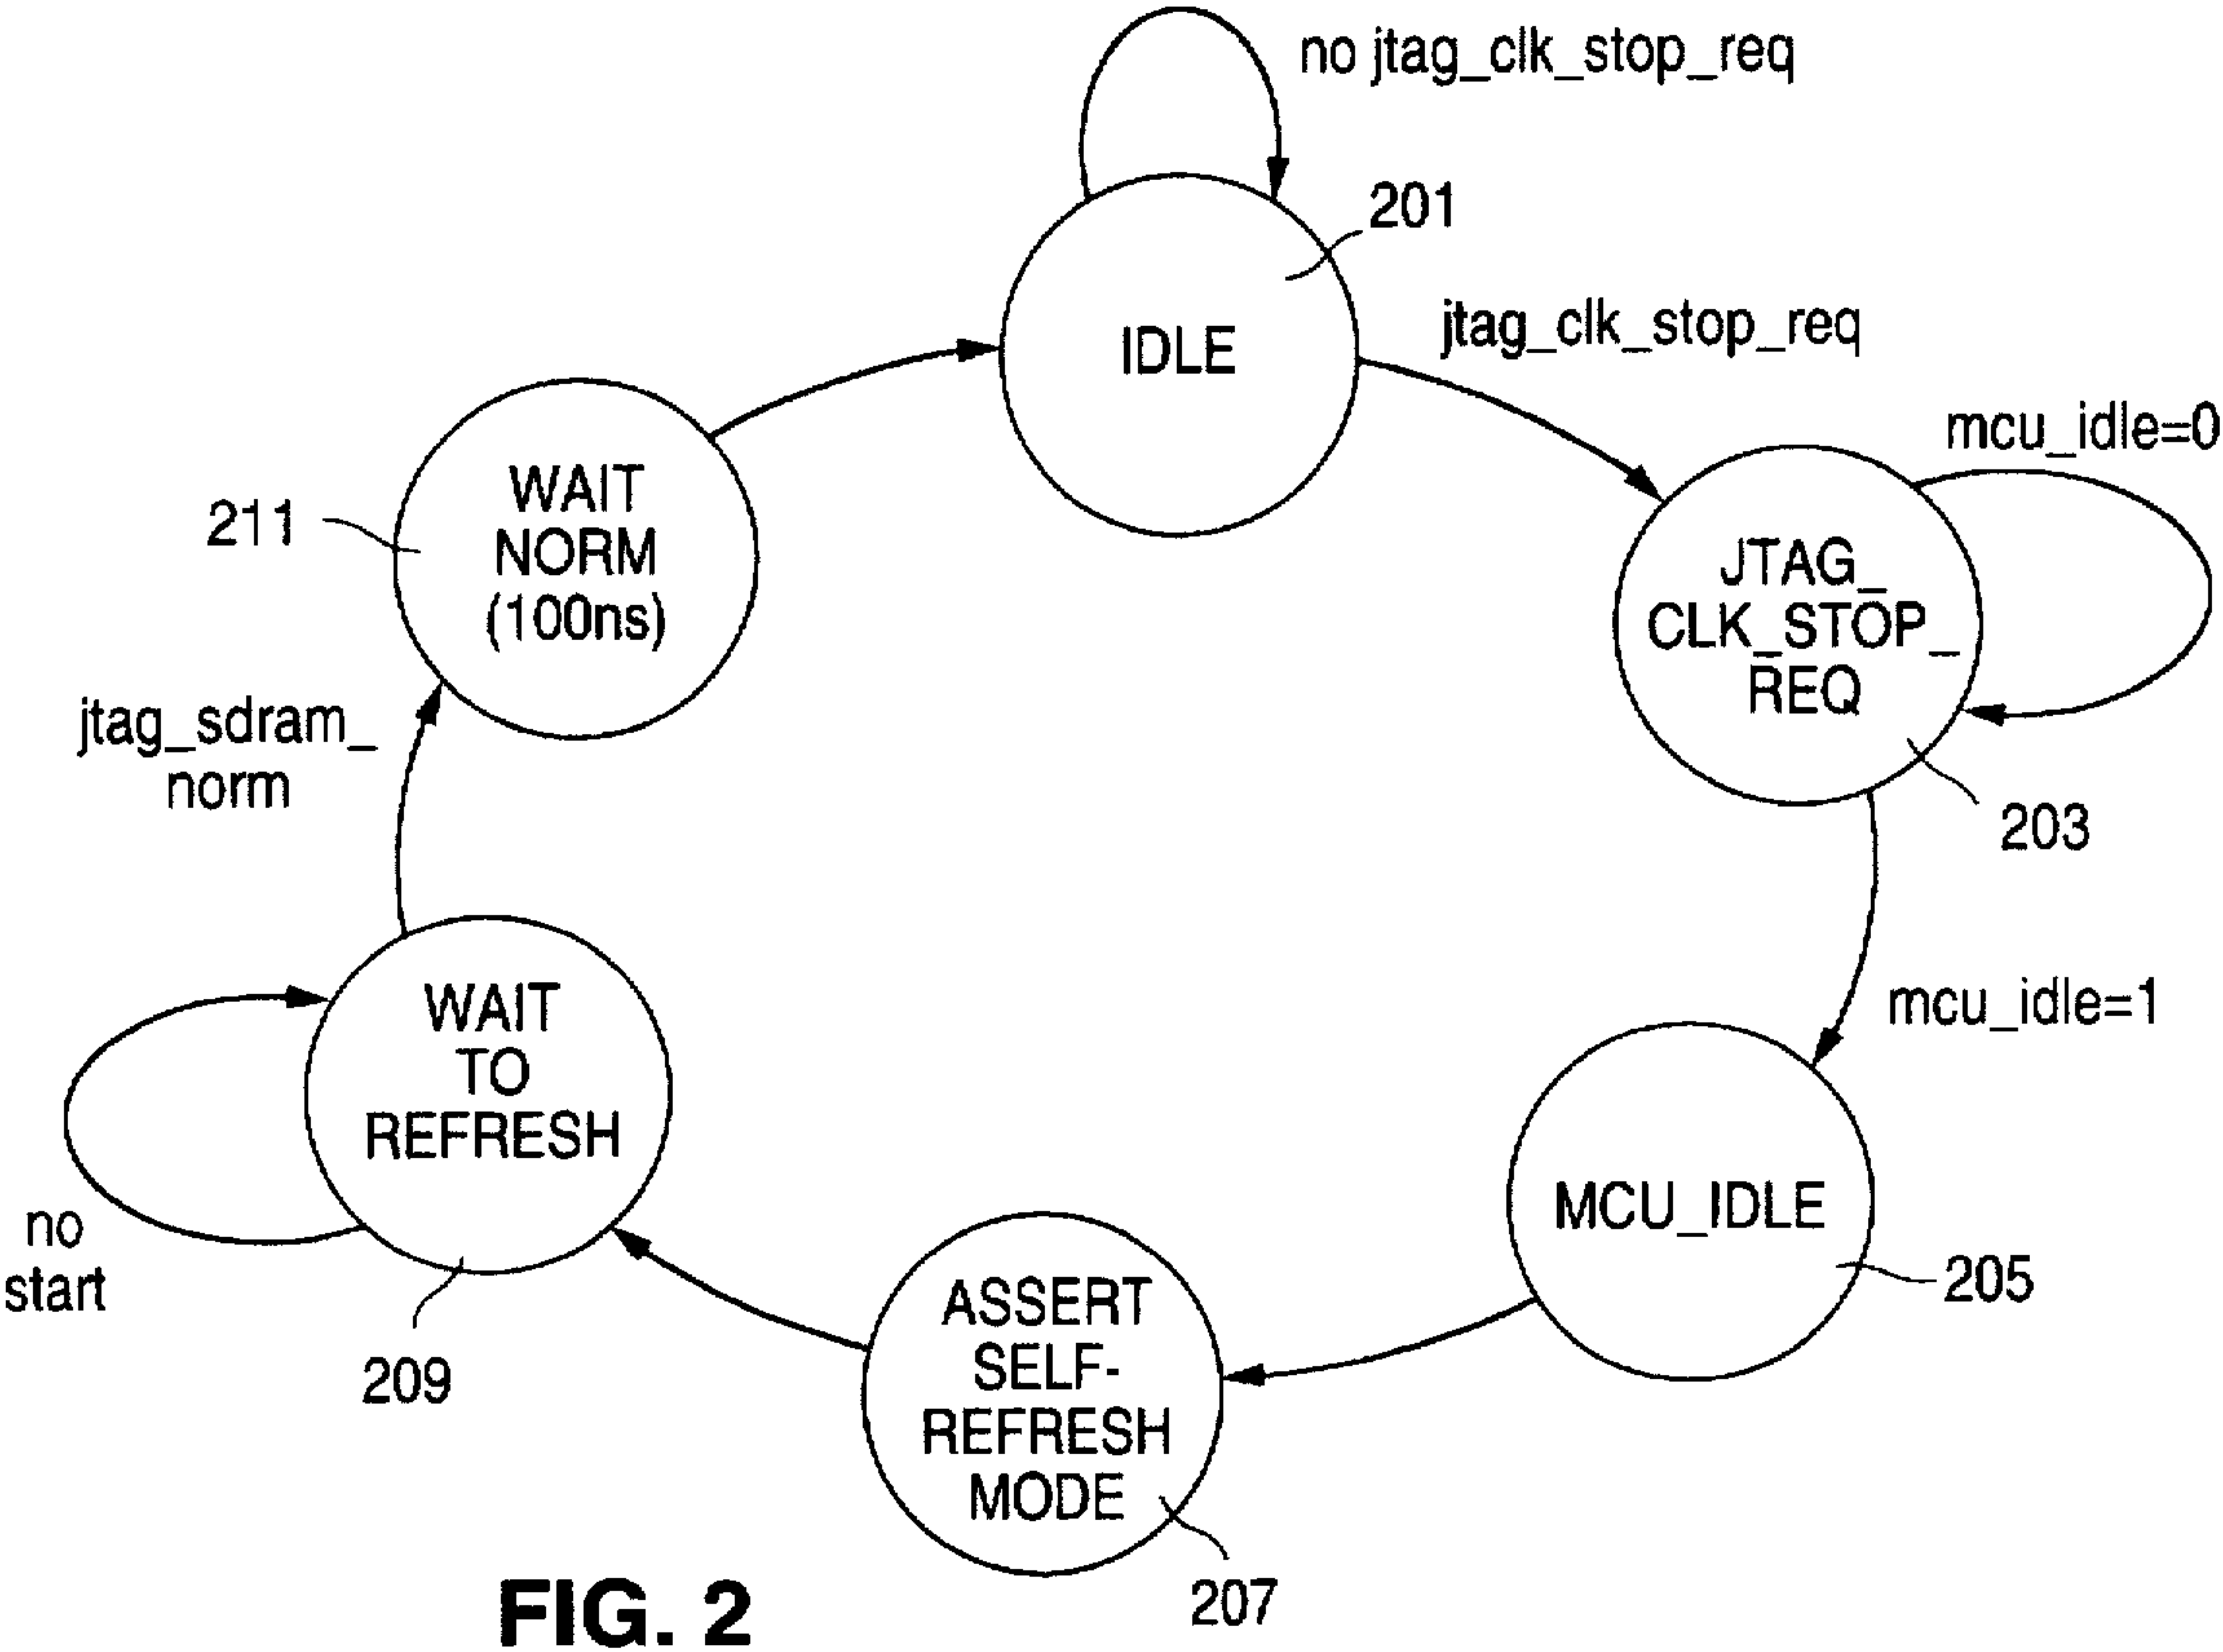 no jtag_clk_stop_req
201
IDLE
jtag_clk_stop_req
mcu_idle=0
WAIT
NORM
(100ns)
211
JTAG_
CLK_STOP_
REQ
203
jtag_sdram_
norm
mcu_idle=1
WAIT
TO
REFRESH
MCU_IDLE
205
no
start
209
ASSERT
SELF-
REFRESH
MODE
207
FIG. 2